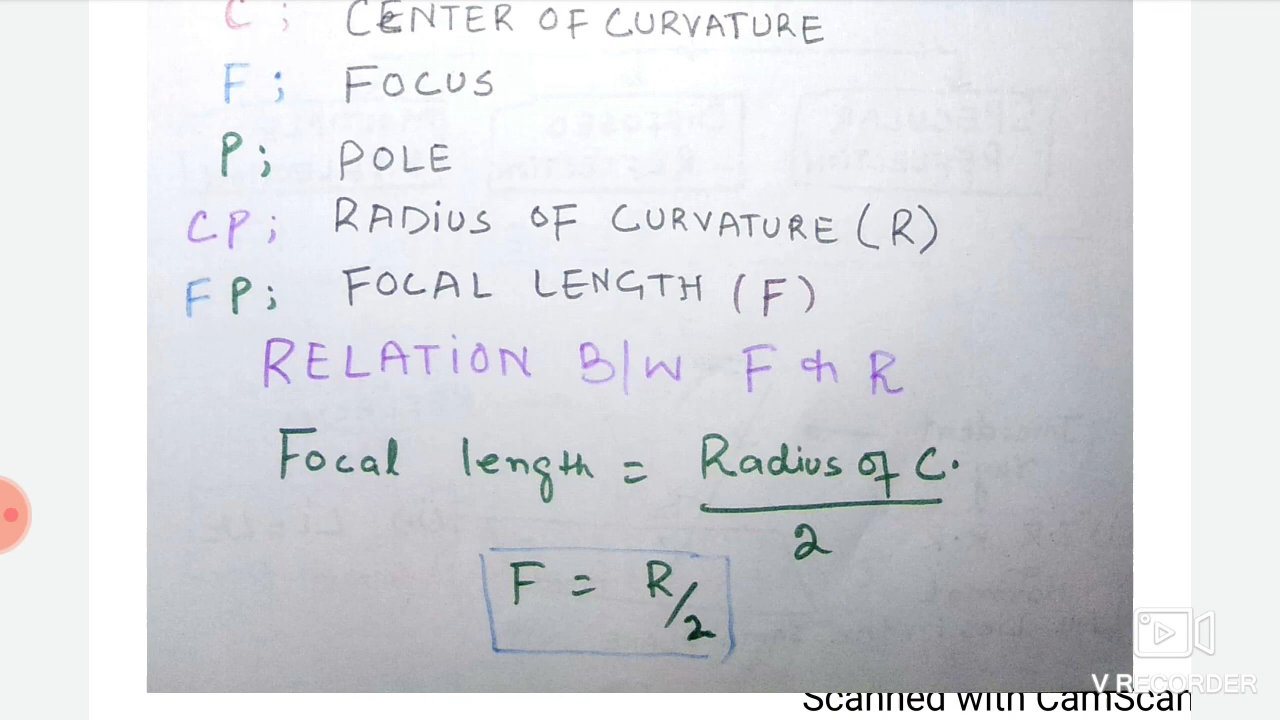 C ; CENTER OF CURVATURE
F ; FOCUS
P ; POLE
CP ; RADiUS OF CURVATURE (R)
FP ; FOCAL LENGTH (F)
RELATiON B/W F & R
Focal length = Radius of C.
2
F = R/2
V RECORDER
Scanned with CamScan